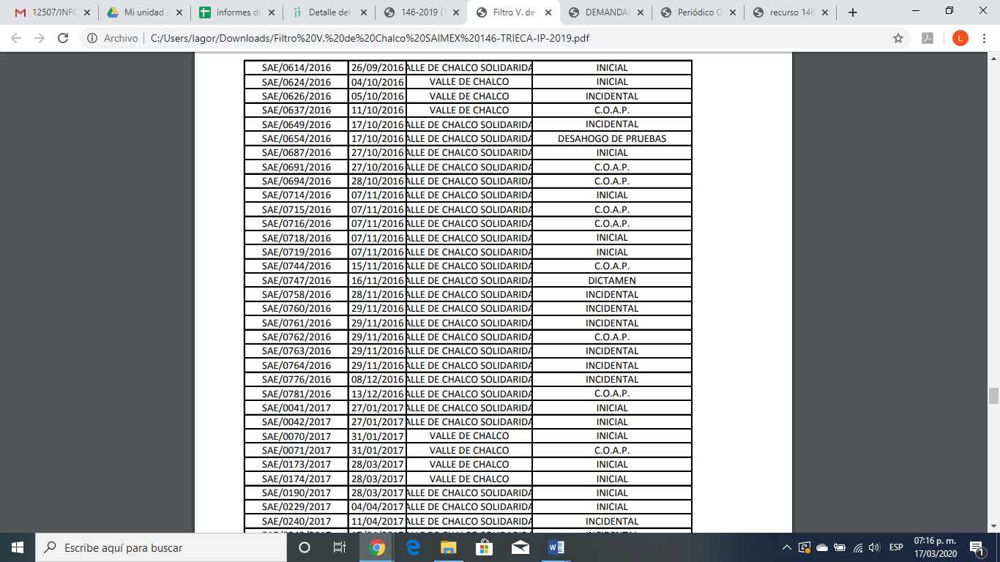 12507/INFC
Mi unidad -
informes di
Detalle del
146-2019 (
Filtro V. de
DEMANDAS
Periódico O
recurso 146
Archivo C:/Users/lagor/Downloads/Filtro%20V.%20de%20Chalco%20SAIMEX%20146-TRIECA-IP-2019.pdf L
SAE/0614/2016 26/09/2016 ALLE DE CHALCO SOLIDARIDA INICIAL
SAE/0624/2016 04/10/2016 VALLE DE CHALCO INICIAL
SAE/0626/2016 05/10/2016 VALLE DE CHALCO INCIDENTAL
SAE/0637/2016 11/10/2016 VALLE DE CHALCO C.O.A.P.
SAE/0649/2016 17/10/2016 ALLE DE CHALCO SOLIDARIDA INCIDENTAL
SAE/0654/2016 17/10/2016 ALLE DE CHALCO SOLIDARIDA DESAHOGO DE PRUEBAS
SAE/0687/2016 27/10/2016 ALLE DE CHALCO SOLIDARIDA INICIAL
SAE/0691/2016 27/10/2016 ALLE DE CHALCO SOLIDARIDA C.O.A.P.
SAE/0694/2016 28/10/2016 ALLE DE CHALCO SOLIDARIDA C.O.A.P.
SAE/0714/2016 07/11/2016 ALLE DE CHALCO SOLIDARIDA INICIAL
SAE/0715/2016 07/11/2016 ALLE DE CHALCO SOLIDARIDA C.O.A.P.
SAE/0716/2016 07/11/2016 ALLE DE CHALCO SOLIDARIDA C.O.A.P.
SAE/0718/2016 07/11/2016 ALLE DE CHALCO SOLIDARIDA INICIAL
SAE/0719/2016 07/11/2016 ALLE DE CHALCO SOLIDARIDA INICIAL
SAE/0744/2016 15/11/2016 ALLE DE CHALCO SOLIDARIDA C.O.A.P.
SAE/0747/2016 16/11/2016 ALLE DE CHALCO SOLIDARIDA DICTAMEN
SAE/0758/2016 28/11/2016 ALLE DE CHALCO SOLIDARIDA INCIDENTAL
SAE/0760/2016 29/11/2016 ALLE DE CHALCO SOLIDARIDA INCIDENTAL
SAE/0761/2016 29/11/2016 ALLE DE CHALCO SOLIDARIDA INCIDENTAL
SAE/0762/2016 29/11/2016 ALLE DE CHALCO SOLIDARIDA C.O.A.P.
SAE/0763/2016 29/11/2016 ALLE DE CHALCO SOLIDARIDA INCIDENTAL
SAE/0764/2016 29/11/2016 ALLE DE CHALCO SOLIDARIDA INCIDENTAL
SAE/0776/2016 08/12/2016 ALLE DE CHALCO SOLIDARIDA INCIDENTAL
SAE/0781/2016 13/12/2016 ALLE DE CHALCO SOLIDARIDA C.O.A.P.
SAE/0041/2017 27/01/2017 ALLE DE CHALCO SOLIDARIDA INICIAL
SAE/0042/2017 27/01/2017 ALLE DE CHALCO SOLIDARIDA INICIAL
SAE/0070/2017 31/01/2017 VALLE DE CHALCO INICIAL
SAE/0071/2017 31/01/2017 VALLE DE CHALCO C.O.A.P.
SAE/0173/2017 28/03/2017 VALLE DE CHALCO INICIAL
SAE/0174/2017 28/03/2017 VALLE DE CHALCO INICIAL
SAE/0190/2017 28/03/2017 ALLE DE CHALCO SOLIDARIDA INICIAL
SAE/0229/2017 04/04/2017 ALLE DE CHALCO SOLIDARIDA INICIAL
SAE/0240/2017 11/04/2017 ALLE DE CHALCO SOLIDARIDA INCIDENTAL
Escribe aquí para buscar
ESP
07:16 p. m.
17/03/2020
1